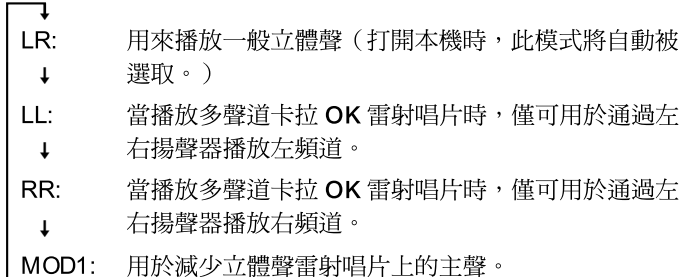 LR: 用來播放一般立體聲（打開本機時，此模式將自動被
選取。）
LL: 當播放多聲道卡拉 OK 雷射唱片時，僅可用於通過左
右揚聲器播放左頻道。
RR: 當播放多聲道卡拉 OK 雷射唱片時，僅可用於通過左
右揚聲器播放右頻道。
MOD1: 用於減少立體聲雷射唱片上的主聲。